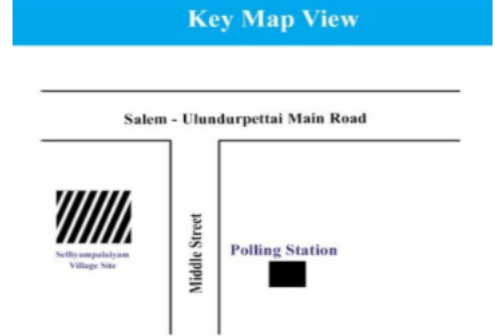 Key Map View
Salem - Ulundurpettai Main Road
Middle Street
Selliyampalaiyam
Village Site
Polling Station